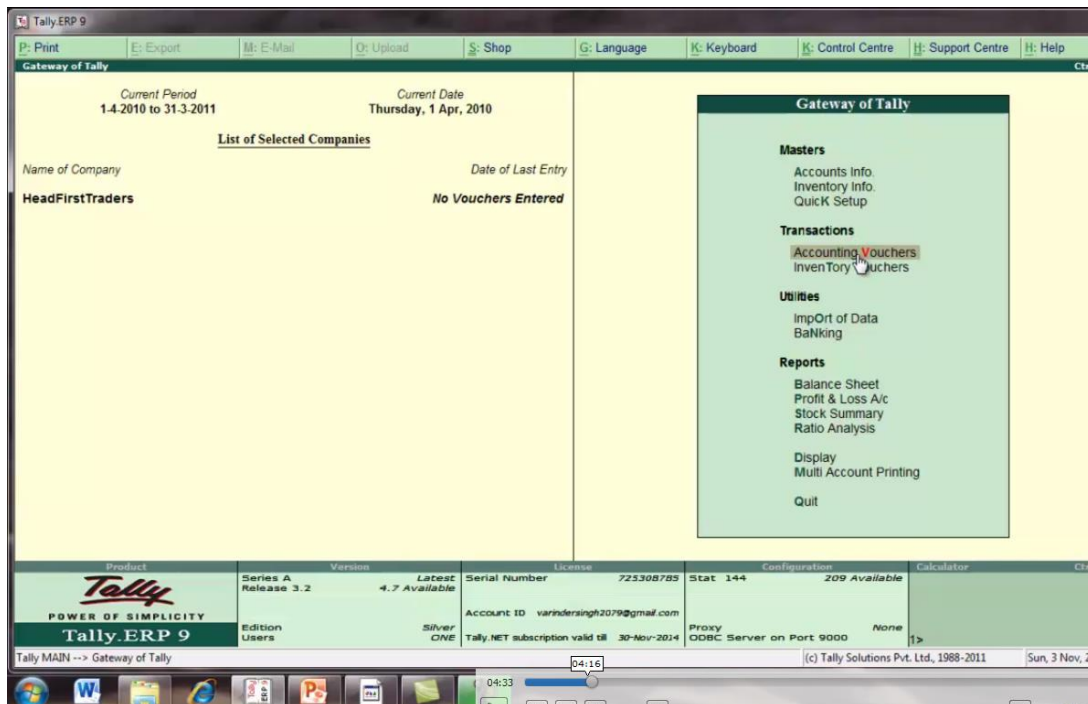 Tally.ERP 9
P: Print E: Export M: E-Mail O: Upload S: Shop G: Language K: Keyboard K: Control Centre H: Support Centre H: Help
Gateway of Tally
Current Period
1-4-2010 to 31-3-2011
Current Date
Thursday, 1 Apr, 2010
List of Selected Companies
Name of Company Date of Last Entry
HeadFirstTraders No Vouchers Entered
Gateway of Tally
Masters
Accounts Info.
Inventory Info.
QuicK Setup
Transactions
Accounting Vouchers
InvenTory
Utilities
ImpOrt of Data
BaNking
Reports
Balance Sheet
Profit & Loss A/c
Stock Summary
Ratio Analysis
Display
Multi Account Printing
Quit
Product
Tally
POWER OF SIMPLICITY
Tally.ERP 9
Version
Series A Latest
Release 3.2 4.7 Available
Edition Silver
Users ONE
License
Serial Number 725308785
Account ID varindersingh2079@gmail.com
Tally.NET subscription valid till 30-Nov-2014
Configuration
Stat 144 209 Available
Proxy None
ODBC Server on Port 9000
Calculator
1>
Tally MAIN --> Gateway of Tally (c) Tally Solutions Pvt. Ltd., 1988-2011 Sun, 3 Nov,
04:16
04:33